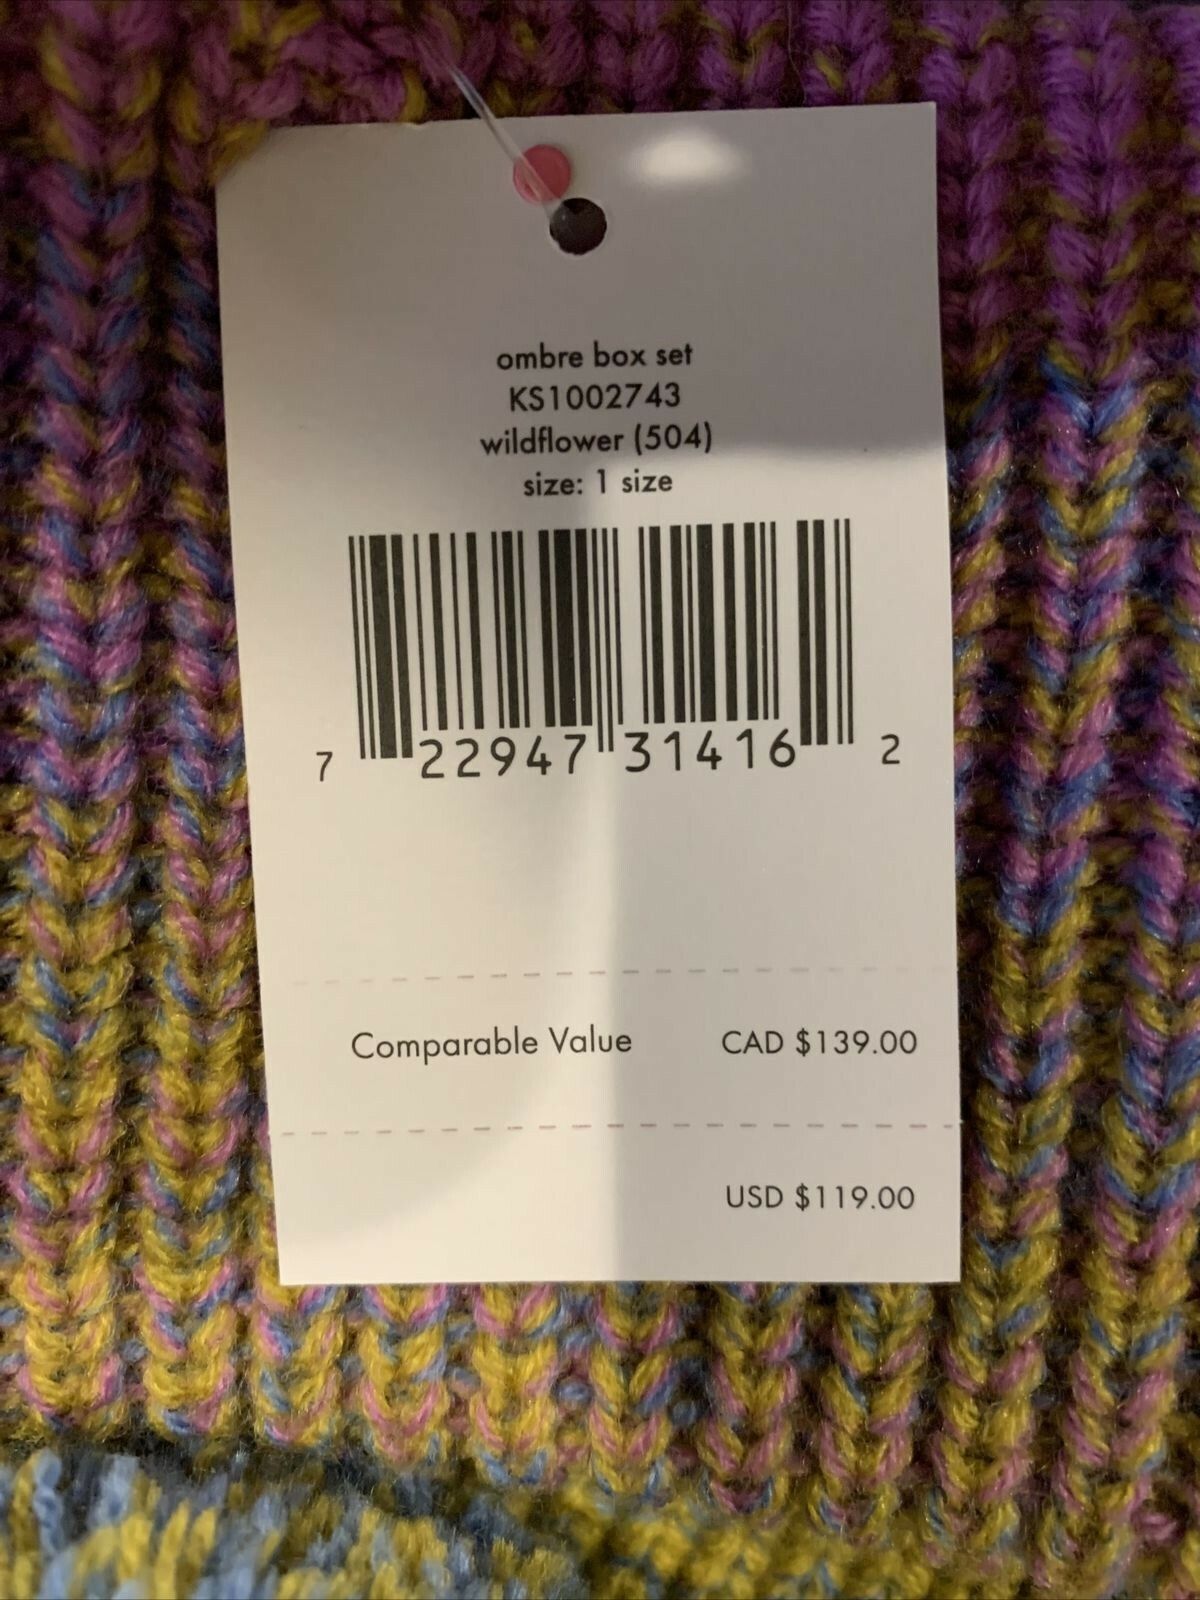 ombre box set
KS1002743
wildflower (504)
size: 1 size
7 22947 31416 2
Comparable Value CAD $139.00
USD $119.00